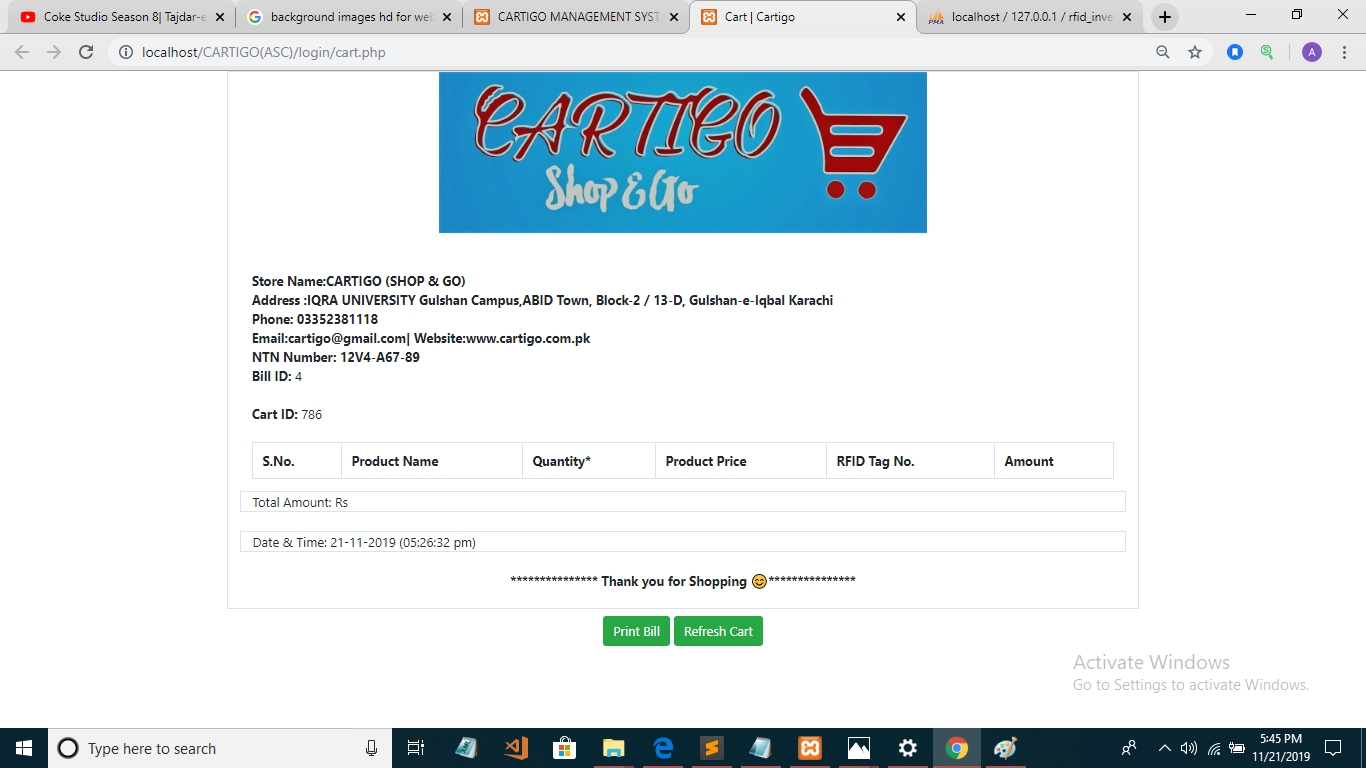 Coke Studio Season 8| Tajdar-e
background images hd for web
CARTIGO MANAGEMENT SYST
Cart | Cartigo
localhost / 127.0.0.1 / rfid_inve
localhost/CARTIGO(ASC)/login/cart.php
A
CARTIGO
Shop & Go
Store Name:CARTIGO (SHOP & GO)
Address :IQRA UNIVERSITY Gulshan Campus,ABID Town, Block-2 / 13-D, Gulshan-e-Iqbal Karachi
Phone: 03352381118
Email:cartigo@gmail.com| Website:www.cartigo.com.pk
NTN Number: 12V4-A67-89
Bill ID: 4
Cart ID: 786
S.No. Product Name Quantity* Product Price RFID Tag No. Amount
Total Amount: Rs
Date & Time: 21-11-2019 (05:26:32 pm)
*************** Thank you for Shopping 😊***************
Print Bill Refresh Cart
Activate Windows
Go to Settings to activate Windows.
Type here to search
5:45 PM
11/21/2019